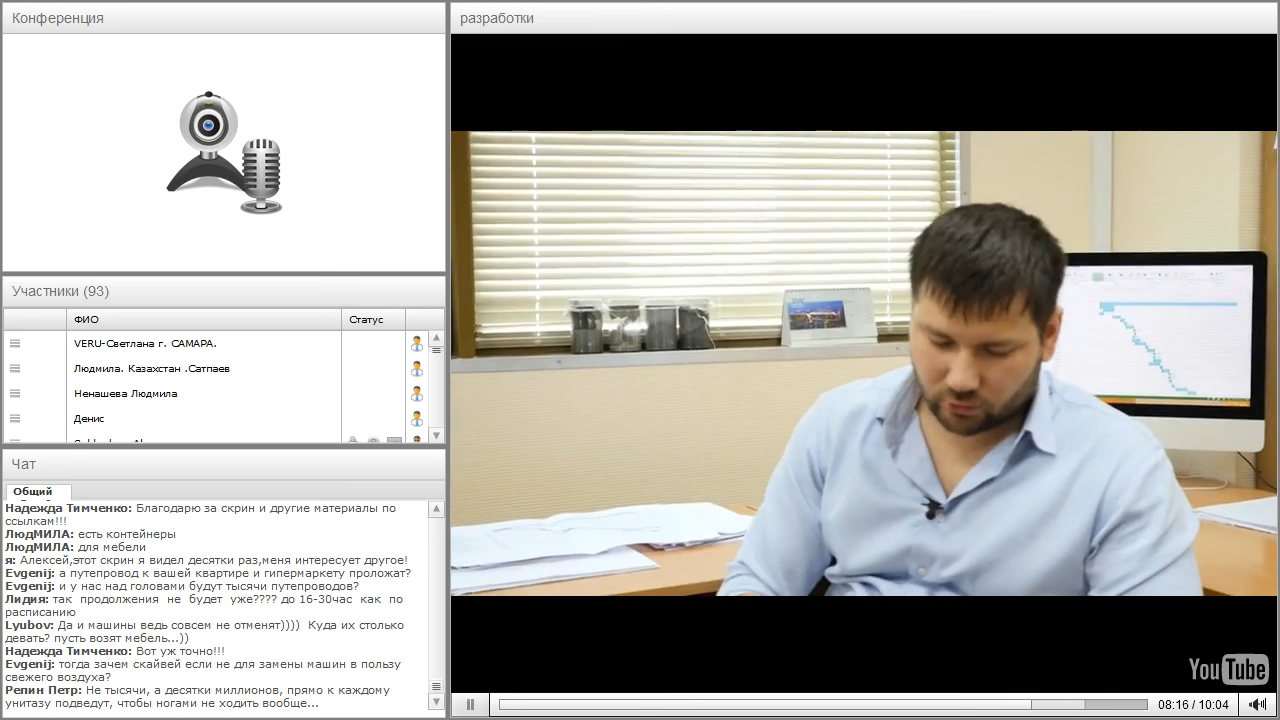 Конференция
разработки
Участники (93)
ФИО
Статус
VERU-Светлана г. САМАРА.
Людмила. Казахстан .Сатпаев
Ненашева Людмила
Денис
Чат
Общий
Надежда Тимченко: Благодарю за скрин и другие материалы по
ссылкам!!!
ЛюдМИЛА: есть контейнеры
ЛюдМИЛА: для мебели
я: Алексей,этот скрин я видел десятки раз,меня интересует другое!
Evgenij: а путепровод к вашей квартире и гипермаркету проложат?
Evgenij: и у нас над головами будут тысячи путепроводов?
Лидия: так продолжения не будет уже???? до 16-30час как по
расписанию
Lyubov: Да и машины ведь совсем не отменят)))) Куда их столько
девать? пусть возят мебель...))
Надежда Тимченко: Вот уж точно!!!
Evgenij: тогда зачем скайвей если не для замены машин в пользу
свежего воздуха?
Репин Петр: Не тысячи, а десятки миллионов, прямо к каждому
унитазу подведут, чтобы ногами не ходить вообще...
YouTube
08:16 / 10:04